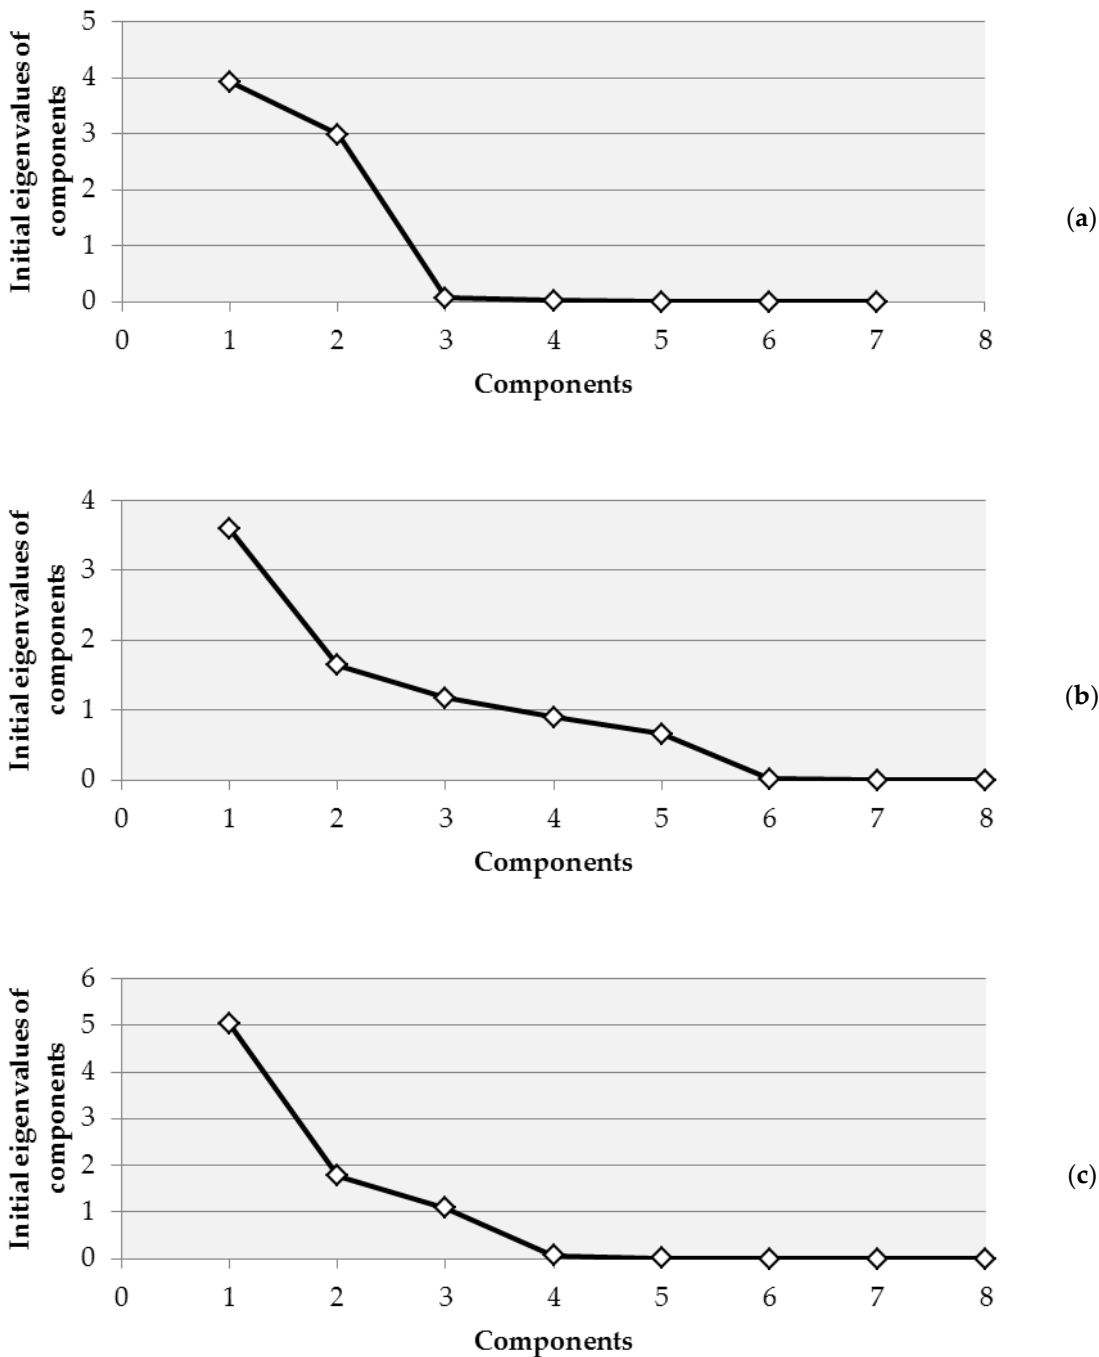 Initial eigenvalues of
components
5
4
3
2
1
0
0 1 2 3 4 5 6 7 8
Components
(a)
Initial eigenvalues of
components
4
3
2
1
0
0 1 2 3 4 5 6 7 8
Components
(b)
Initial eigenvalues of
components
6
5
4
3
2
1
0
0 1 2 3 4 5 6 7 8
Components
(c)